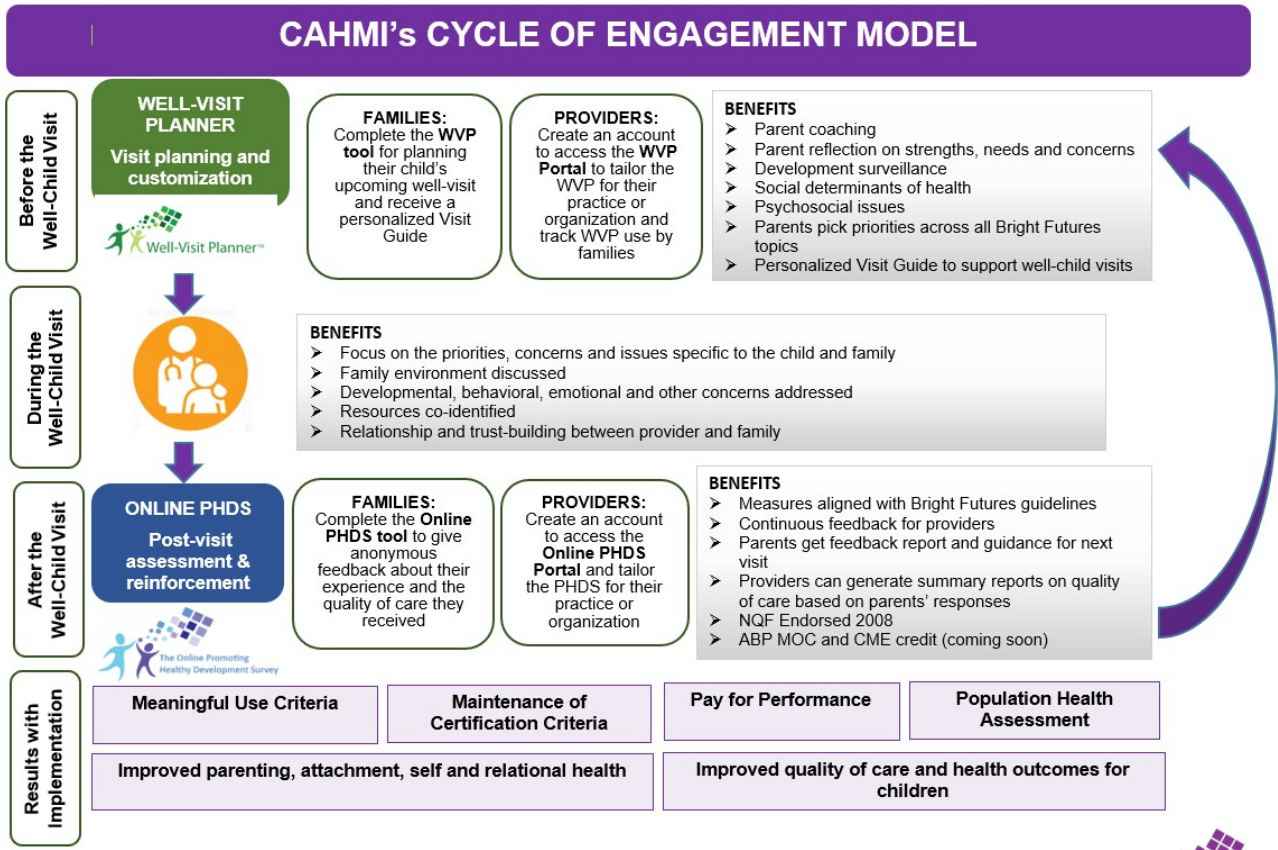 CAHMI's CYCLE OF ENGAGEMENT MODEL
Before the
Well-Child Visit
WELL-VISIT
PLANNER
Visit planning and
customization
Well-Visit Planner™
FAMILIES:
Complete the WVP
tool for planning
their child's
upcoming well-visit
and receive a
personalized Visit
Guide
PROVIDERS:
Create an account
to access the WVP
Portal to tailor the
WVP for their
practice or
organization and
track WVP use by
families
BENEFITS
➤ Parent coaching
➤ Parent reflection on strengths, needs and concerns
➤ Development surveillance
➤ Social determinants of health
➤ Psychosocial issues
➤ Parents pick priorities across all Bright Futures
topics
➤ Personalized Visit Guide to support well-child visits
During the
Well-Child Visit
BENEFITS
➤ Focus on the priorities, concerns and issues specific to the child and family
➤ Family environment discussed
➤ Developmental, behavioral, emotional and other concerns addressed
➤ Resources co-identified
➤ Relationship and trust-building between provider and family
After the
Well-Child Visit
ONLINE PHDS
Post-visit
assessment &
reinforcement
The Online Promoting
Healthy Development Survey
FAMILIES:
Complete the Online
PHDS tool to give
anonymous
feedback about their
experience and the
quality of care they
received
PROVIDERS:
Create an account
to access the
Online PHDS
Portal and tailor
the PHDS for their
practice or
organization
BENEFITS
➤ Measures aligned with Bright Futures guidelines
➤ Continuous feedback for providers
➤ Parents get feedback report and guidance for next
visit
➤ Providers can generate summary reports on quality
of care based on parents' responses
➤ NQF Endorsed 2008
➤ ABP MOC and CME credit (coming soon)
Results with
Implementation
Meaningful Use Criteria
Maintenance of
Certification Criteria
Pay for Performance
Population Health
Assessment
Improved parenting, attachment, self and relational health
Improved quality of care and health outcomes for
children